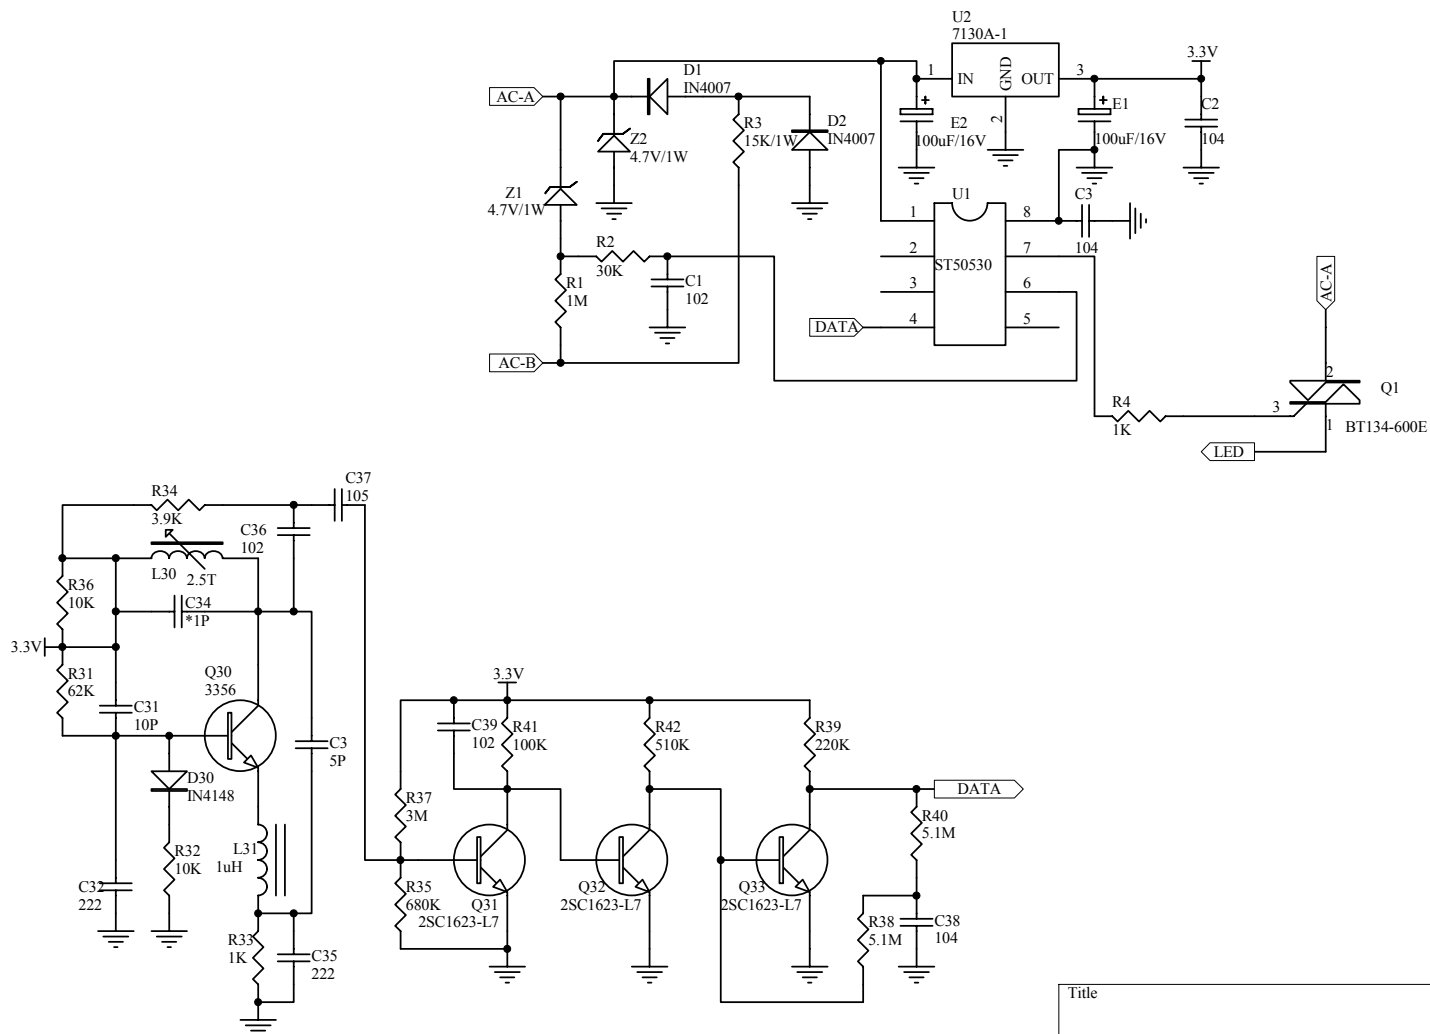 U2
7130A-1
3.3V
1
IN
GND
OUT
3
2
AC-A
D1
IN4007
Z2
4.7V/1W
R3
15K/1W
D2
IN4007
+
E2
100uF/16V
+
E1
100uF/16V
C2
104
Z1
4.7V/1W
U1
ST50530
1
2
3
4
8
7
6
5
C3
104
R2
30K
C1
102
R1
1M
AC-B
DATA
AC-A
2
Q1
3
1
BT134-600E
R4
1K
LED
R34
3.9K
C37
105
C36
102
L30
2.5T
R36
10K
C34
*1P
3.3V
R31
62K
Q30
3356
C31
10P
C3
5P
D30
IN4148
L31
1uH
R32
10K
C32
222
R33
1K
C35
222
3.3V
C39
102
R41
100K
R42
510K
R39
220K
DATA
R37
3M
R40
5.1M
R35
680K
Q31
2SC1623-L7
Q32
2SC1623-L7
Q33
2SC1623-L7
R38
5.1M
C38
104
Title